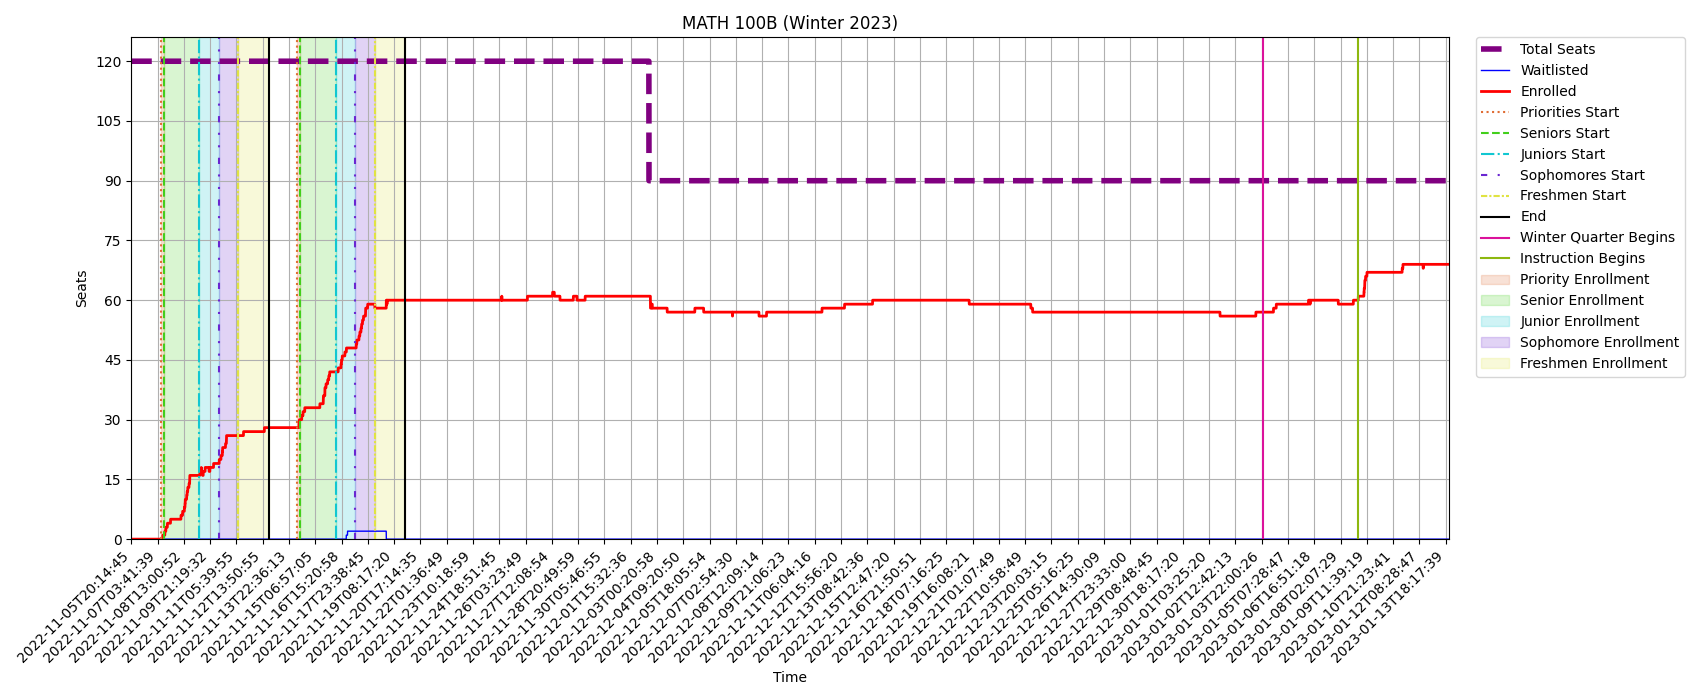 MATH 100B (Winter 2023)
120
105
90
75
60
45
30
15
0
Seats
2022-11-05T20:14:45
2022-11-07T03:41:39
2022-11-08T13:00:52
2022-11-09T21:19:32
2022-11-11T05:39:55
2022-11-12T13:50:55
2022-11-13T22:36:13
2022-11-15T06:57:05
2022-11-16T15:20:58
2022-11-17T23:38:45
2022-11-19T08:17:20
2022-11-20T17:14:35
2022-11-22T01:36:49
2022-11-23T10:18:59
2022-11-24T18:51:45
2022-11-26T03:23:49
2022-11-27T12:08:54
2022-11-28T20:49:59
2022-11-30T05:46:55
2022-12-01T15:32:36
2022-12-03T00:20:58
2022-12-04T09:20:50
2022-12-05T18:05:54
2022-12-07T02:54:30
2022-12-08T12:09:14
2022-12-09T21:06:23
2022-12-11T06:04:16
2022-12-12T15:56:20
2022-12-13T08:42:36
2022-12-15T12:47:20
2022-12-16T21:50:51
2022-12-18T07:16:25
2022-12-19T16:08:21
2022-12-21T01:07:49
2022-12-22T10:58:49
2022-12-23T20:03:15
2022-12-25T05:16:25
2022-12-26T14:30:09
2022-12-27T23:33:00
2022-12-29T08:48:45
2022-12-30T18:17:20
2023-01-01T03:25:20
2023-01-02T12:42:13
2023-01-03T22:00:26
2023-01-05T07:28:47
2023-01-06T16:51:18
2023-01-08T02:07:29
2023-01-09T11:39:19
2023-01-10T21:23:41
2023-01-12T08:28:47
2023-01-13T18:17:39
Time
Total Seats
Waitlisted
Enrolled
Priorities Start
Seniors Start
Juniors Start
Sophomores Start
Freshmen Start
End
Winter Quarter Begins
Instruction Begins
Priority Enrollment
Senior Enrollment
Junior Enrollment
Sophomore Enrollment
Freshmen Enrollment